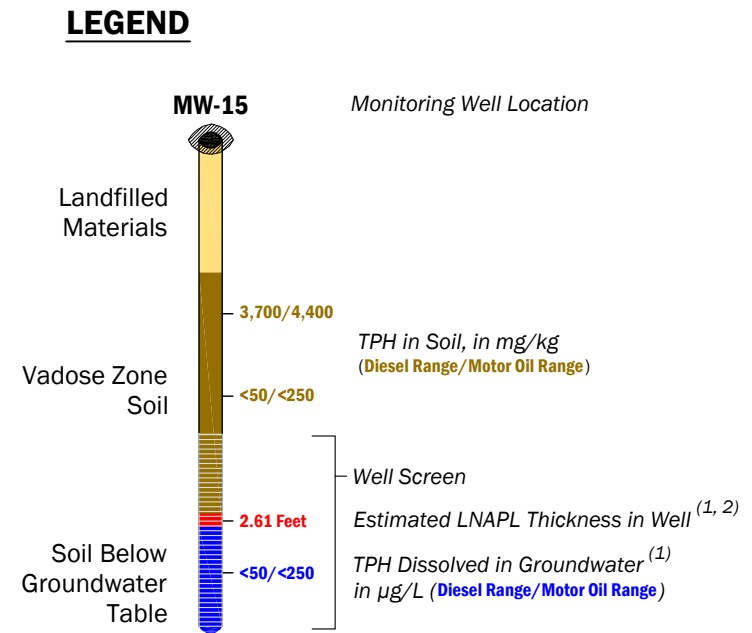 LEGEND
MW-15
Monitoring Well Location
Landfilled
Materials
3,700/4,400
TPH in Soil, in mg/kg
(Diesel Range/Motor Oil Range)
Vadose Zone
Soil
<50/<250
Well Screen
2.61 Feet
Estimated LNAPL Thickness in Well (1, 2)
Soil Below
Groundwater
Table
<50/<250
TPH Dissolved in Groundwater (1)
in µg/L (Diesel Range/Motor Oil Range)